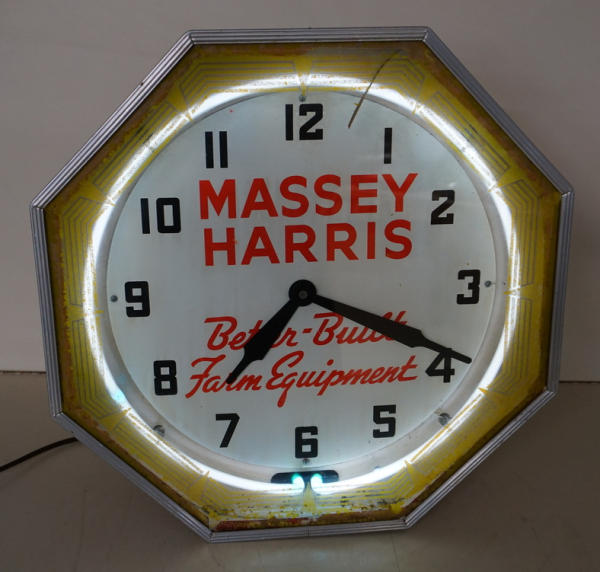 12
11 1
MASSEY
10 2
HARRIS
9 3
Better-Built
8 Farm Equipment 4
7 5
6